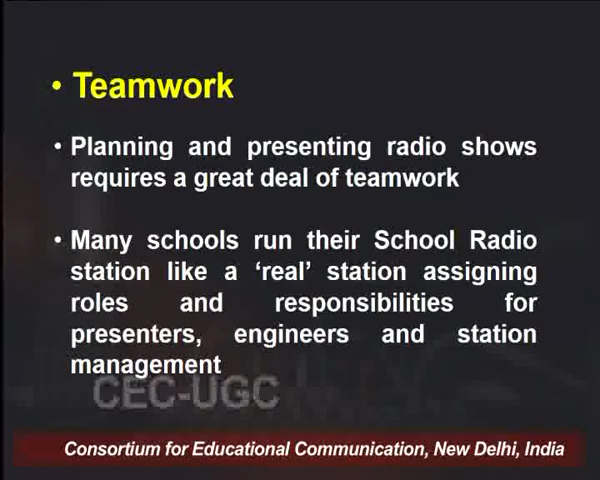 • Teamwork
• Planning and presenting radio shows
requires a great deal of teamwork
• Many schools run their School Radio
station like a ‘real’ station assigning
roles and responsibilities for
presenters, engineers and station
management
CEC-UGC
Consortium for Educational Communication, New Delhi, India